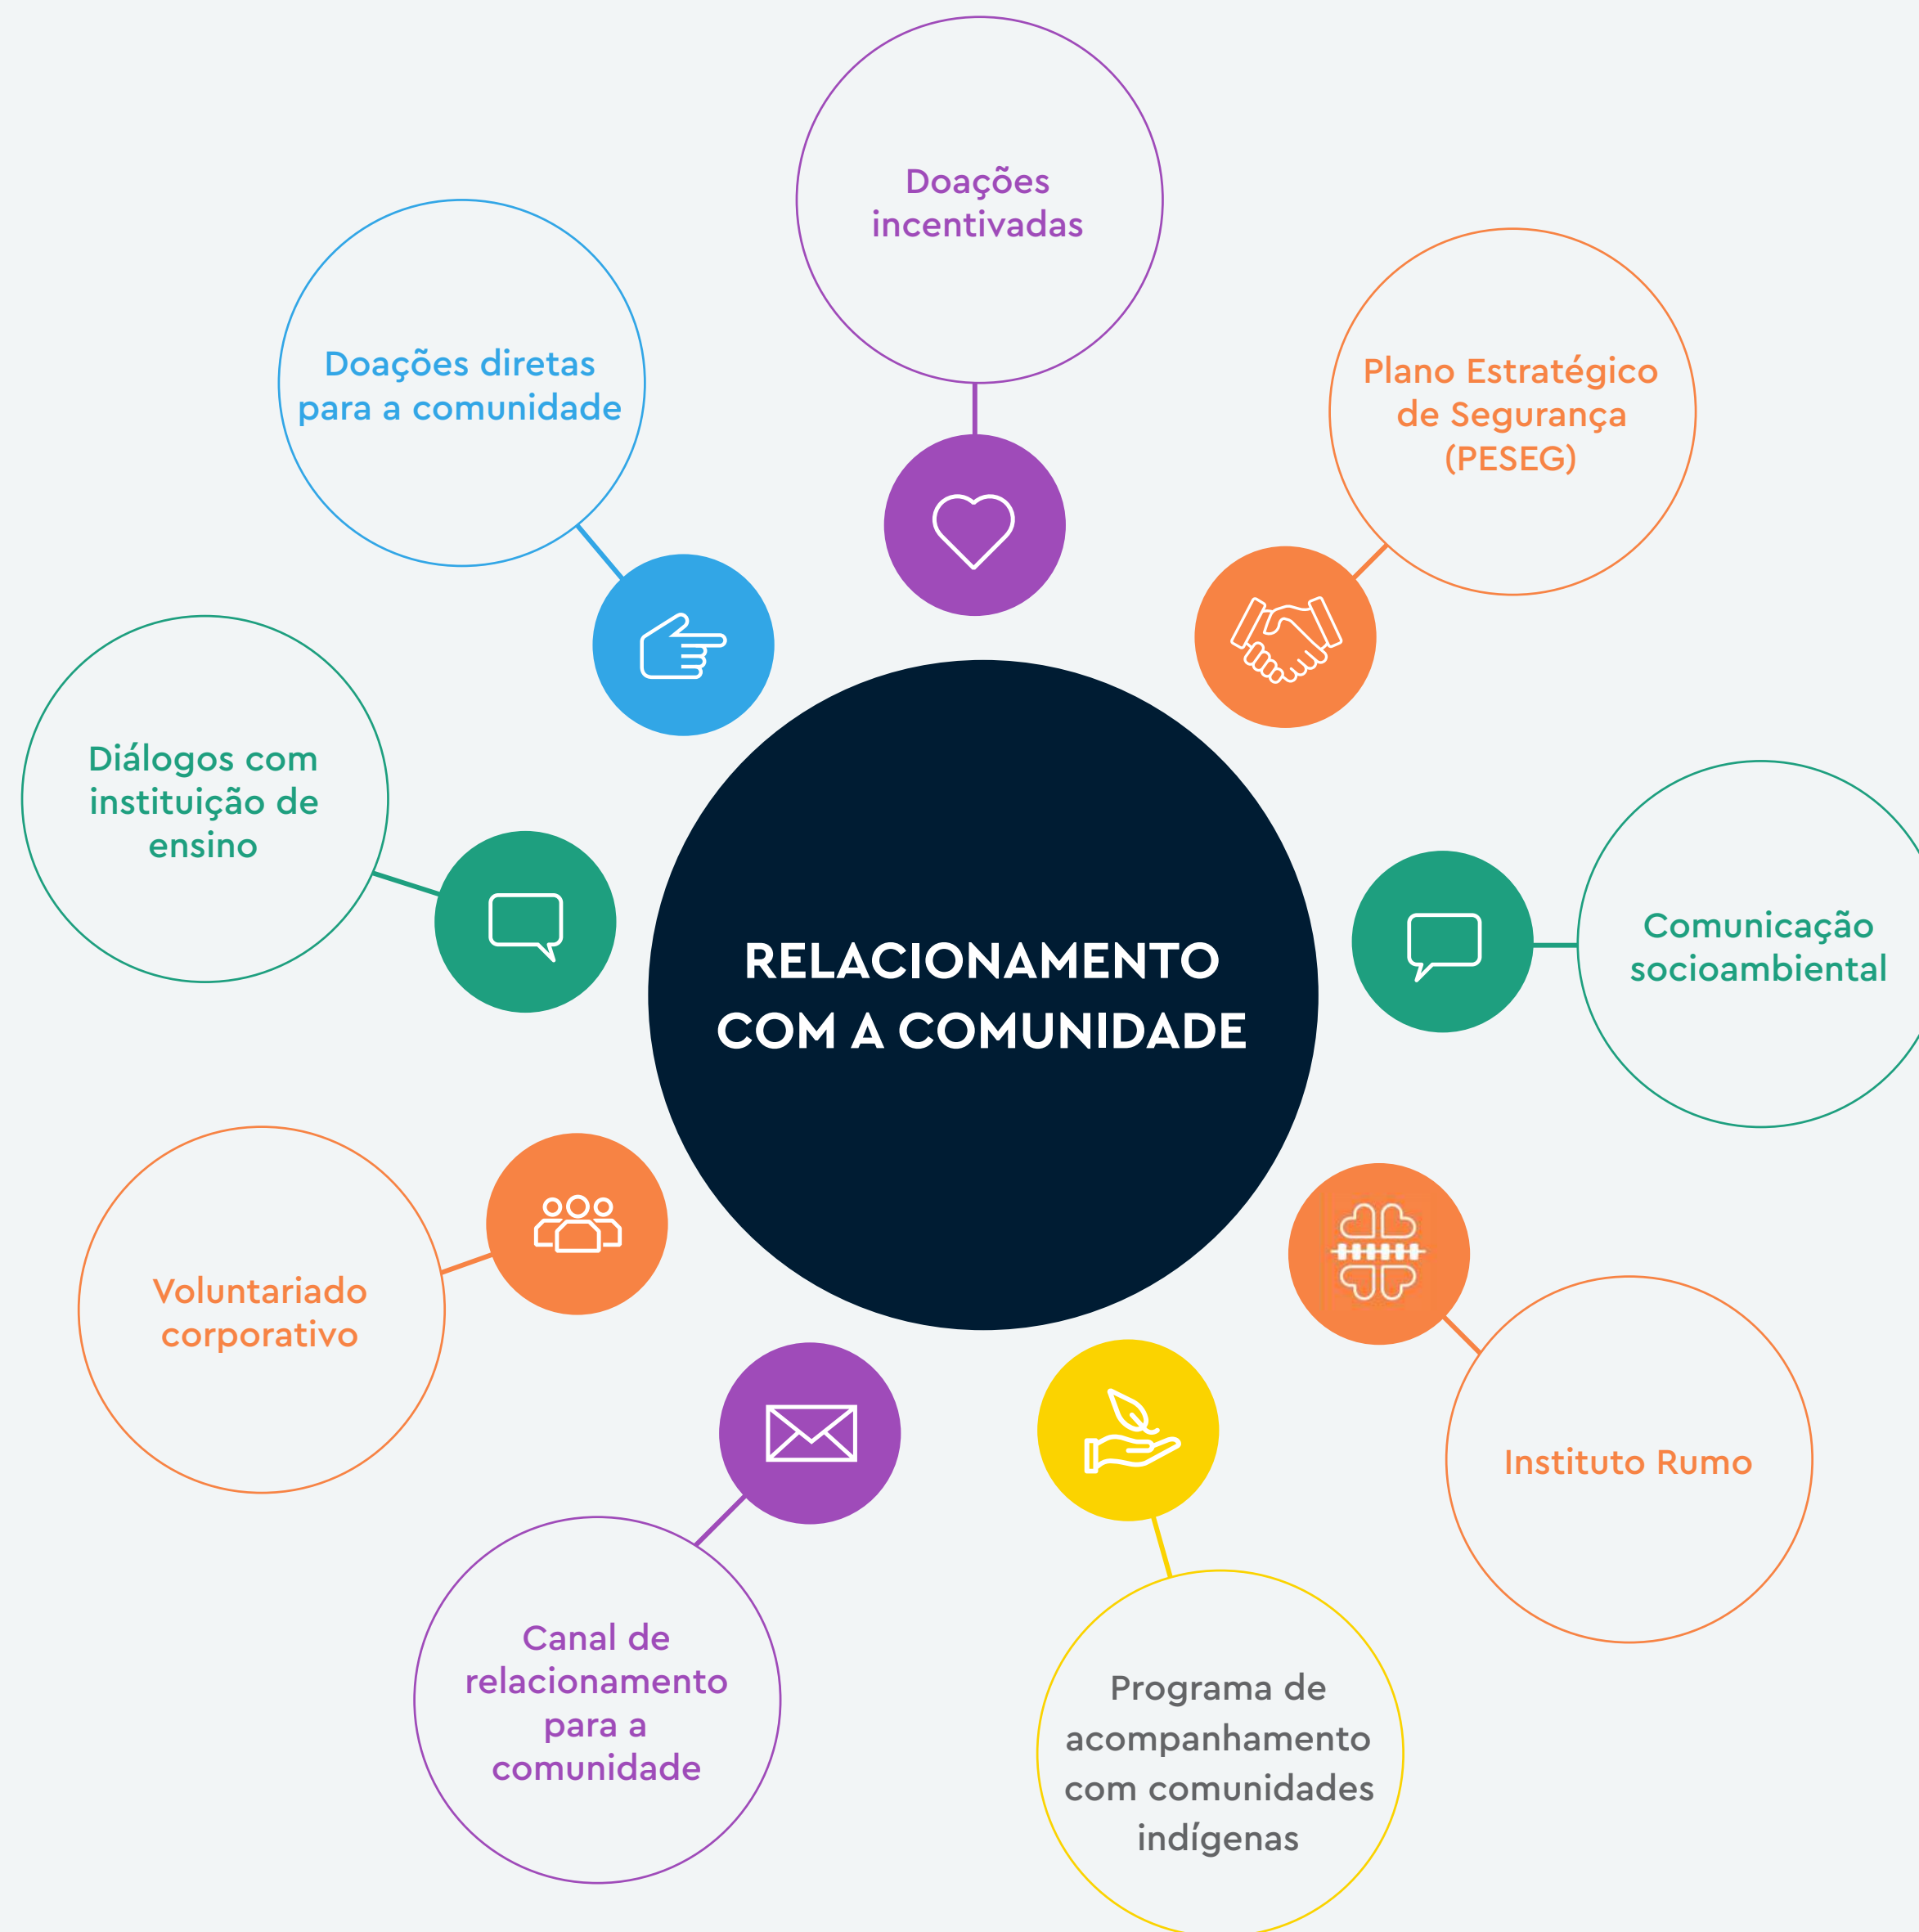 Doações
incentivadas
Doações diretas
para a comunidade
Plano Estratégico
de Segurança
(PESEG)
Diálogos com
instituição de
ensino
Comunicação
socioambiental
RELACIONAMENTO
COM A COMUNIDADE
Voluntariado
corporativo
Instituto Rumo
Canal de
relacionamento
para a
comunidade
Programa de
acompanhamento
com comunidades
indígenas